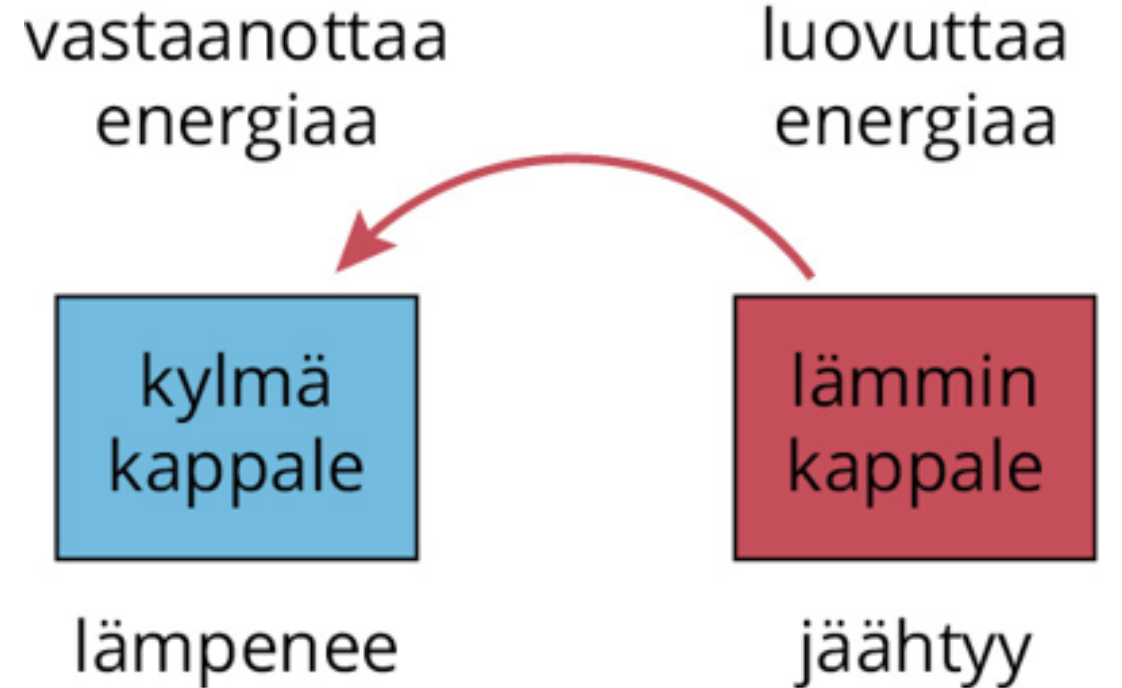 vastaanottaa
energiaa
luovuttaa
energiaa
kylmä
kappale
lämmin
kappale
lämpenee
jäähtyy